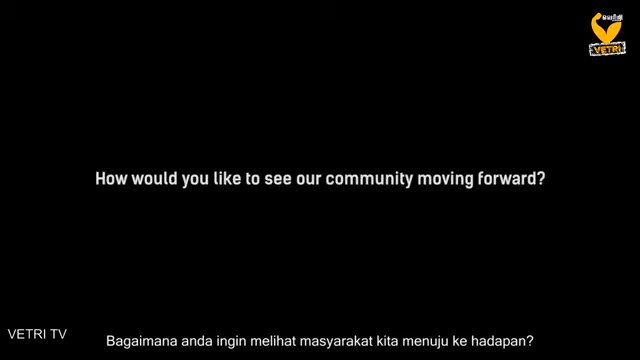 வெற்றி
VETRI
How would you like to see our community moving forward?
VETRI TV
Bagaimana anda ingin melihat masyarakat kita menuju ke hadapan?